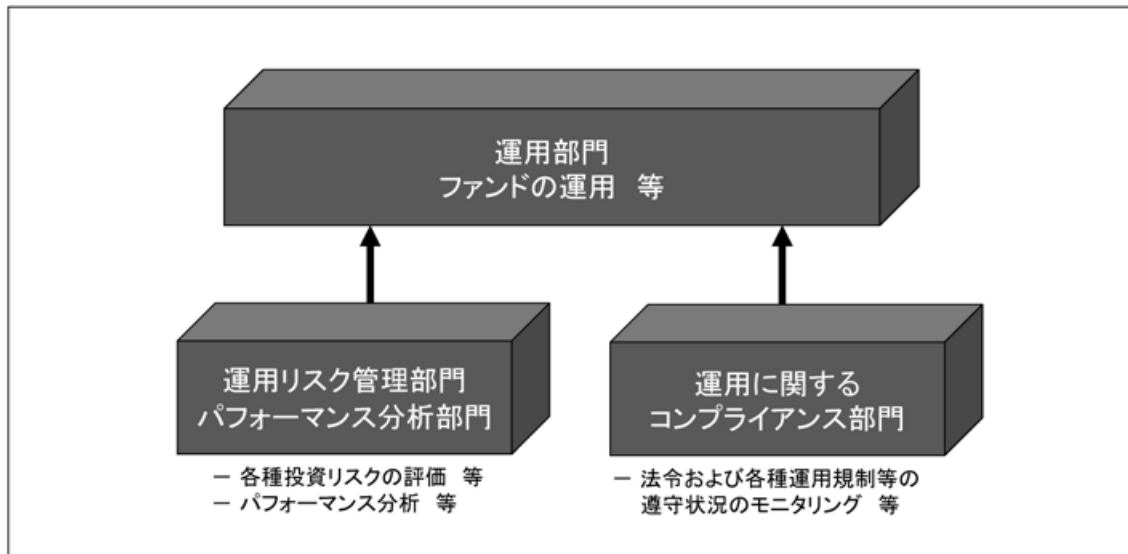 運用部門
ファンドの運用　等
運用リスク管理部門
パフォーマンス分析部門
運用に関する
コンプライアンス部門
－ 各種投資リスクの評価　等
－ パフォーマンス分析　等
－ 法令および各種運用規制等の
遵守状況のモニタリング　等